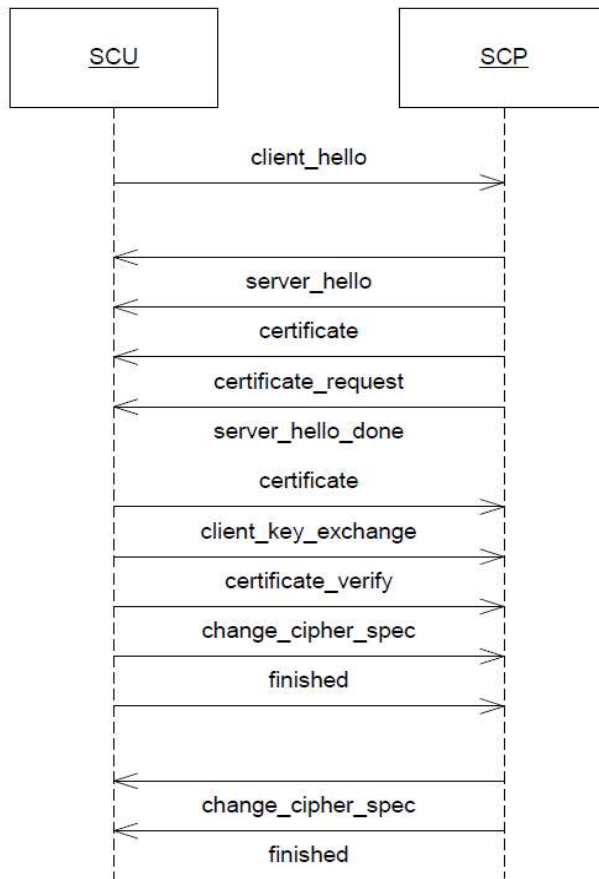 SCU
SCP
client_hello
server_hello
certificate
certificate_request
server_hello_done
certificate
client_key_exchange
certificate_verify
change_cipher_spec
finished
change_cipher_spec
finished